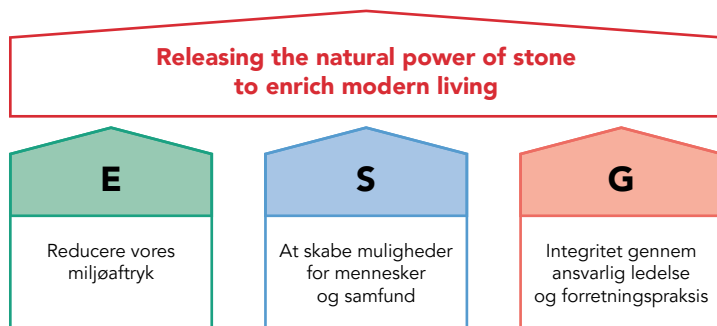 Releasing the natural power of stone
to enrich modern living
E
Reducere vores
miljøaftryk
S
At skabe muligheder
for mennesker
og samfund
G
Integritet gennem
ansvarlig ledelse
og forretningspraksis